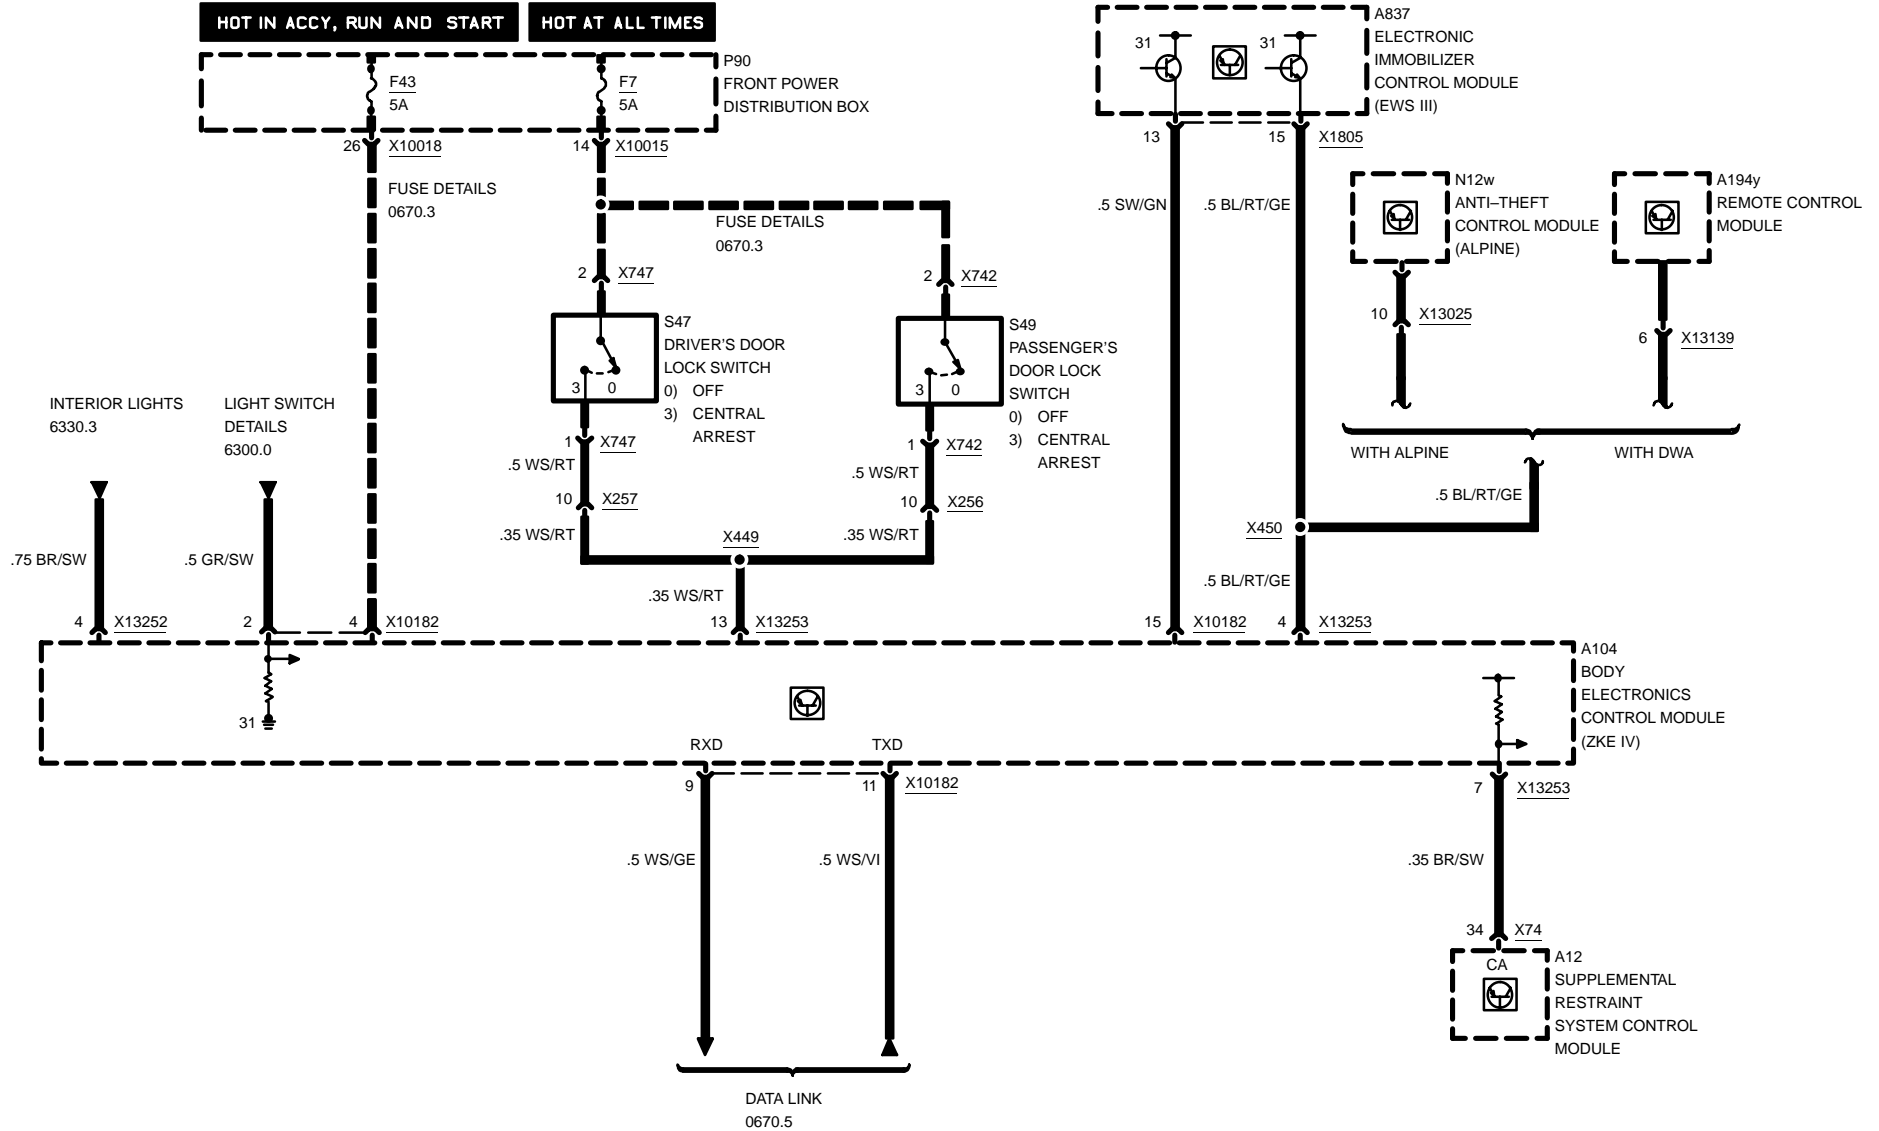 HOT IN ACCY, RUN AND START
HOT AT ALL TIMES
P90
FRONT POWER
DISTRIBUTION BOX
F43
5A
F7
5A
26
X10018
14
X10015
FUSE DETAILS
0670.3
FUSE DETAILS
0670.3
2
X747
2
X742
S47
DRIVER'S DOOR
LOCK SWITCH
0) OFF
3) CENTRAL
ARREST
3
0
S49
PASSENGER'S
DOOR LOCK
SWITCH
0) OFF
3) CENTRAL
ARREST
3
0
1
X747
.5 WS/RT
10
X257
.35 WS/RT
1
X742
.5 WS/RT
10
X256
.35 WS/RT
X449
.35 WS/RT
13
X13253
A837
ELECTRONIC
IMMOBILIZER
CONTROL MODULE
(EWS III)
31
31
13
15
X1805
.5 SW/GN
.5 BL/RT/GE
N12w
ANTI–THEFT
CONTROL MODULE
(ALPINE)
A194y
REMOTE CONTROL
MODULE
10
X13025
6
X13139
WITH ALPINE
WITH DWA
.5 BL/RT/GE
X450
.5 BL/RT/GE
15
X10182
4
X13253
INTERIOR LIGHTS
6330.3
LIGHT SWITCH
DETAILS
6300.0
.75 BR/SW
.5 GR/SW
4
X13252
2
4
X10182
A104
BODY
ELECTRONICS
CONTROL MODULE
(ZKE IV)
31
RXD
TXD
9
11
X10182
7
X13253
.5 WS/GE
.5 WS/VI
.35 BR/SW
34
X74
CA
A12
SUPPLEMENTAL
RESTRAINT
SYSTEM CONTROL
MODULE
DATA LINK
0670.5